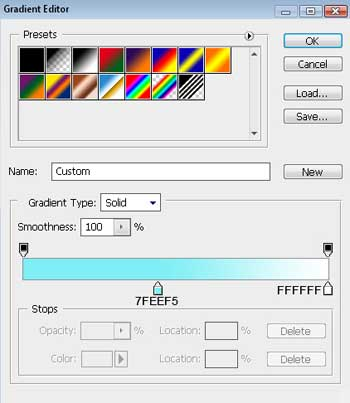 Gradient Editor
Presets
OK
Cancel
Load...
Save...
Name: Custom New
Gradient Type: Solid
Smoothness: 100 %
7FEEF5 FFFFFF
Stops
Opacity: % Location: % Delete
Color: Location: % Delete